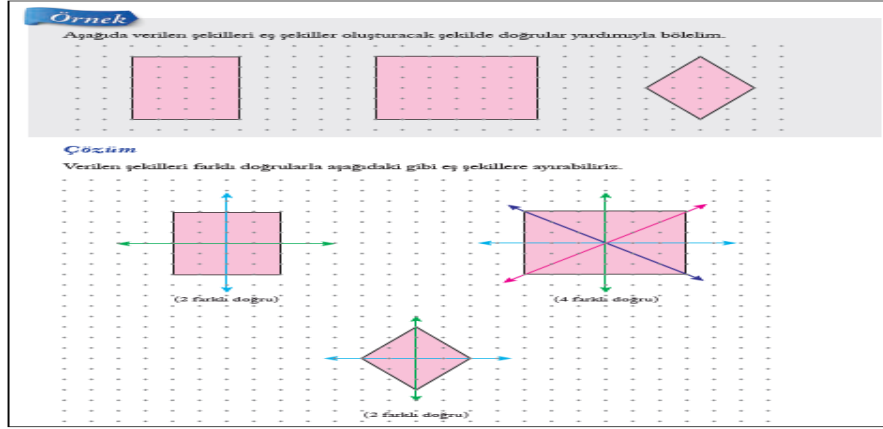 Örnek
Aşağıda verilen şekilleri eş şekiller oluşturacak şekilde doğrular yardımıyla bölelim.
Çözüm
Verilen şekilleri farklı doğrularla aşağıdaki gibi eş şekillere ayırabiliriz.
(2 farklı doğru)
(4 farklı doğru)
(2 farklı doğru)